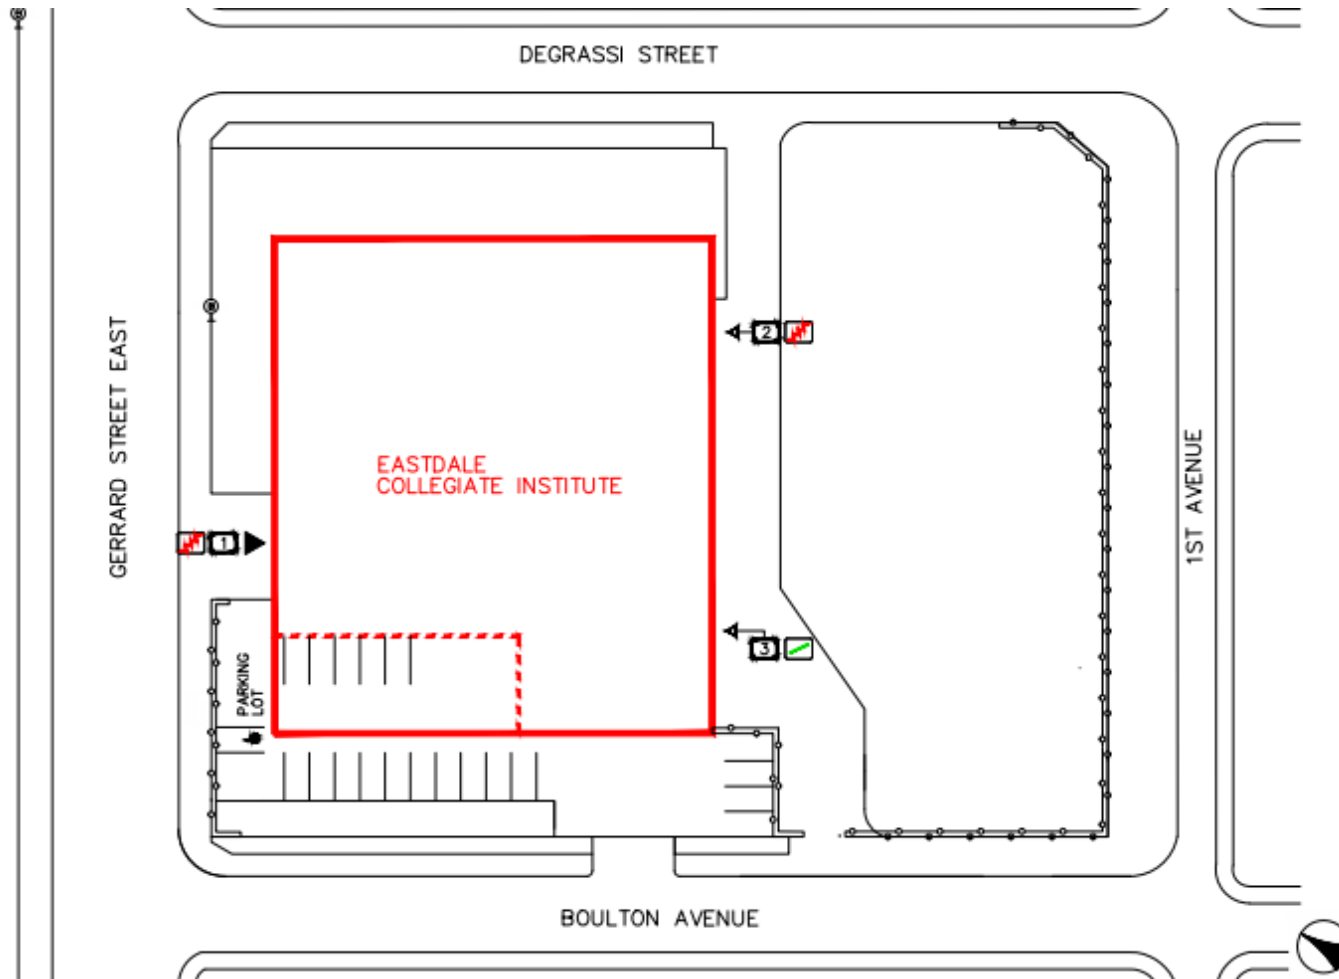 DEGRASSI STREET
GERRARD STREET EAST
2
EASTDALE
COLLEGIATE INSTITUTE
1ST AVENUE
1
3
PARKING
LOT
BOULTON AVENUE